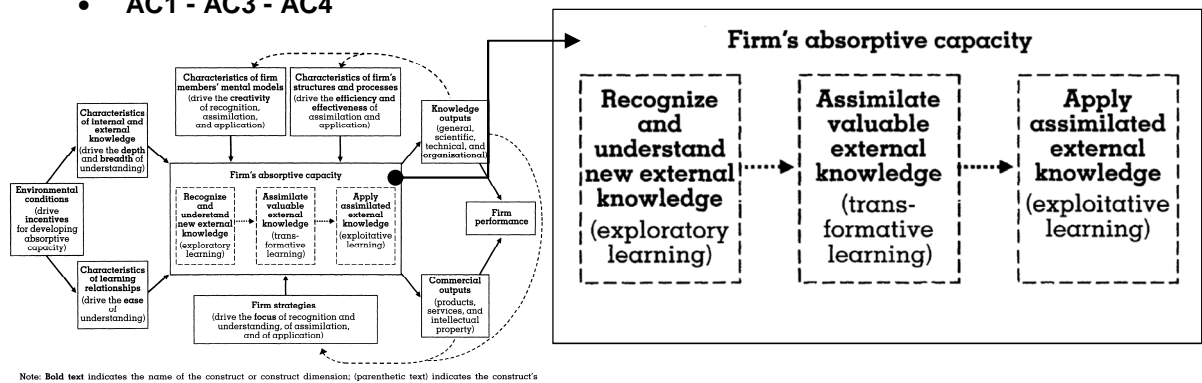 • AC1 - AC3 - AC4
Characteristics of firm
members' mental models
(drive the creativity
of recognition,
assimilation,
and application)
Characteristics of firm's
structures and processes
(drive the efficiency and
effectiveness of
assimilation and
application)
Characteristics
of internal and
external
knowledge
(drive the depth
and breadth of
understanding)
Knowledge
outputs
(general,
scientific,
technical, and
organizational)
Environmental
conditions
(drive
incentives
for developing
absorptive
capacity)
Firm's absorptive capacity
Recognize
and
understand
new external
knowledge
(exploratory
learning)
Assimilate
valuable
external
knowledge
(trans-
formative
learning)
Apply
assimilated
external
knowledge
(exploitative
learning)
Firm
performance
Characteristics
of learning
relationships
(drive the ease
of
understanding)
Firm strategies
(drive the focus of recognition and
understanding, of assimilation,
and of application)
Commercial
outputs
(products,
services, and
intellectual
property)
Note: Bold text indicates the name of the construct or construct dimension; (parenthetic text) indicates the construct's
Firm's absorptive capacity
Recognize
and
understand
new external
knowledge
(exploratory
learning)
Assimilate
valuable
external
knowledge
(trans-
formative
learning)
Apply
assimilated
external
knowledge
(exploitative
learning)